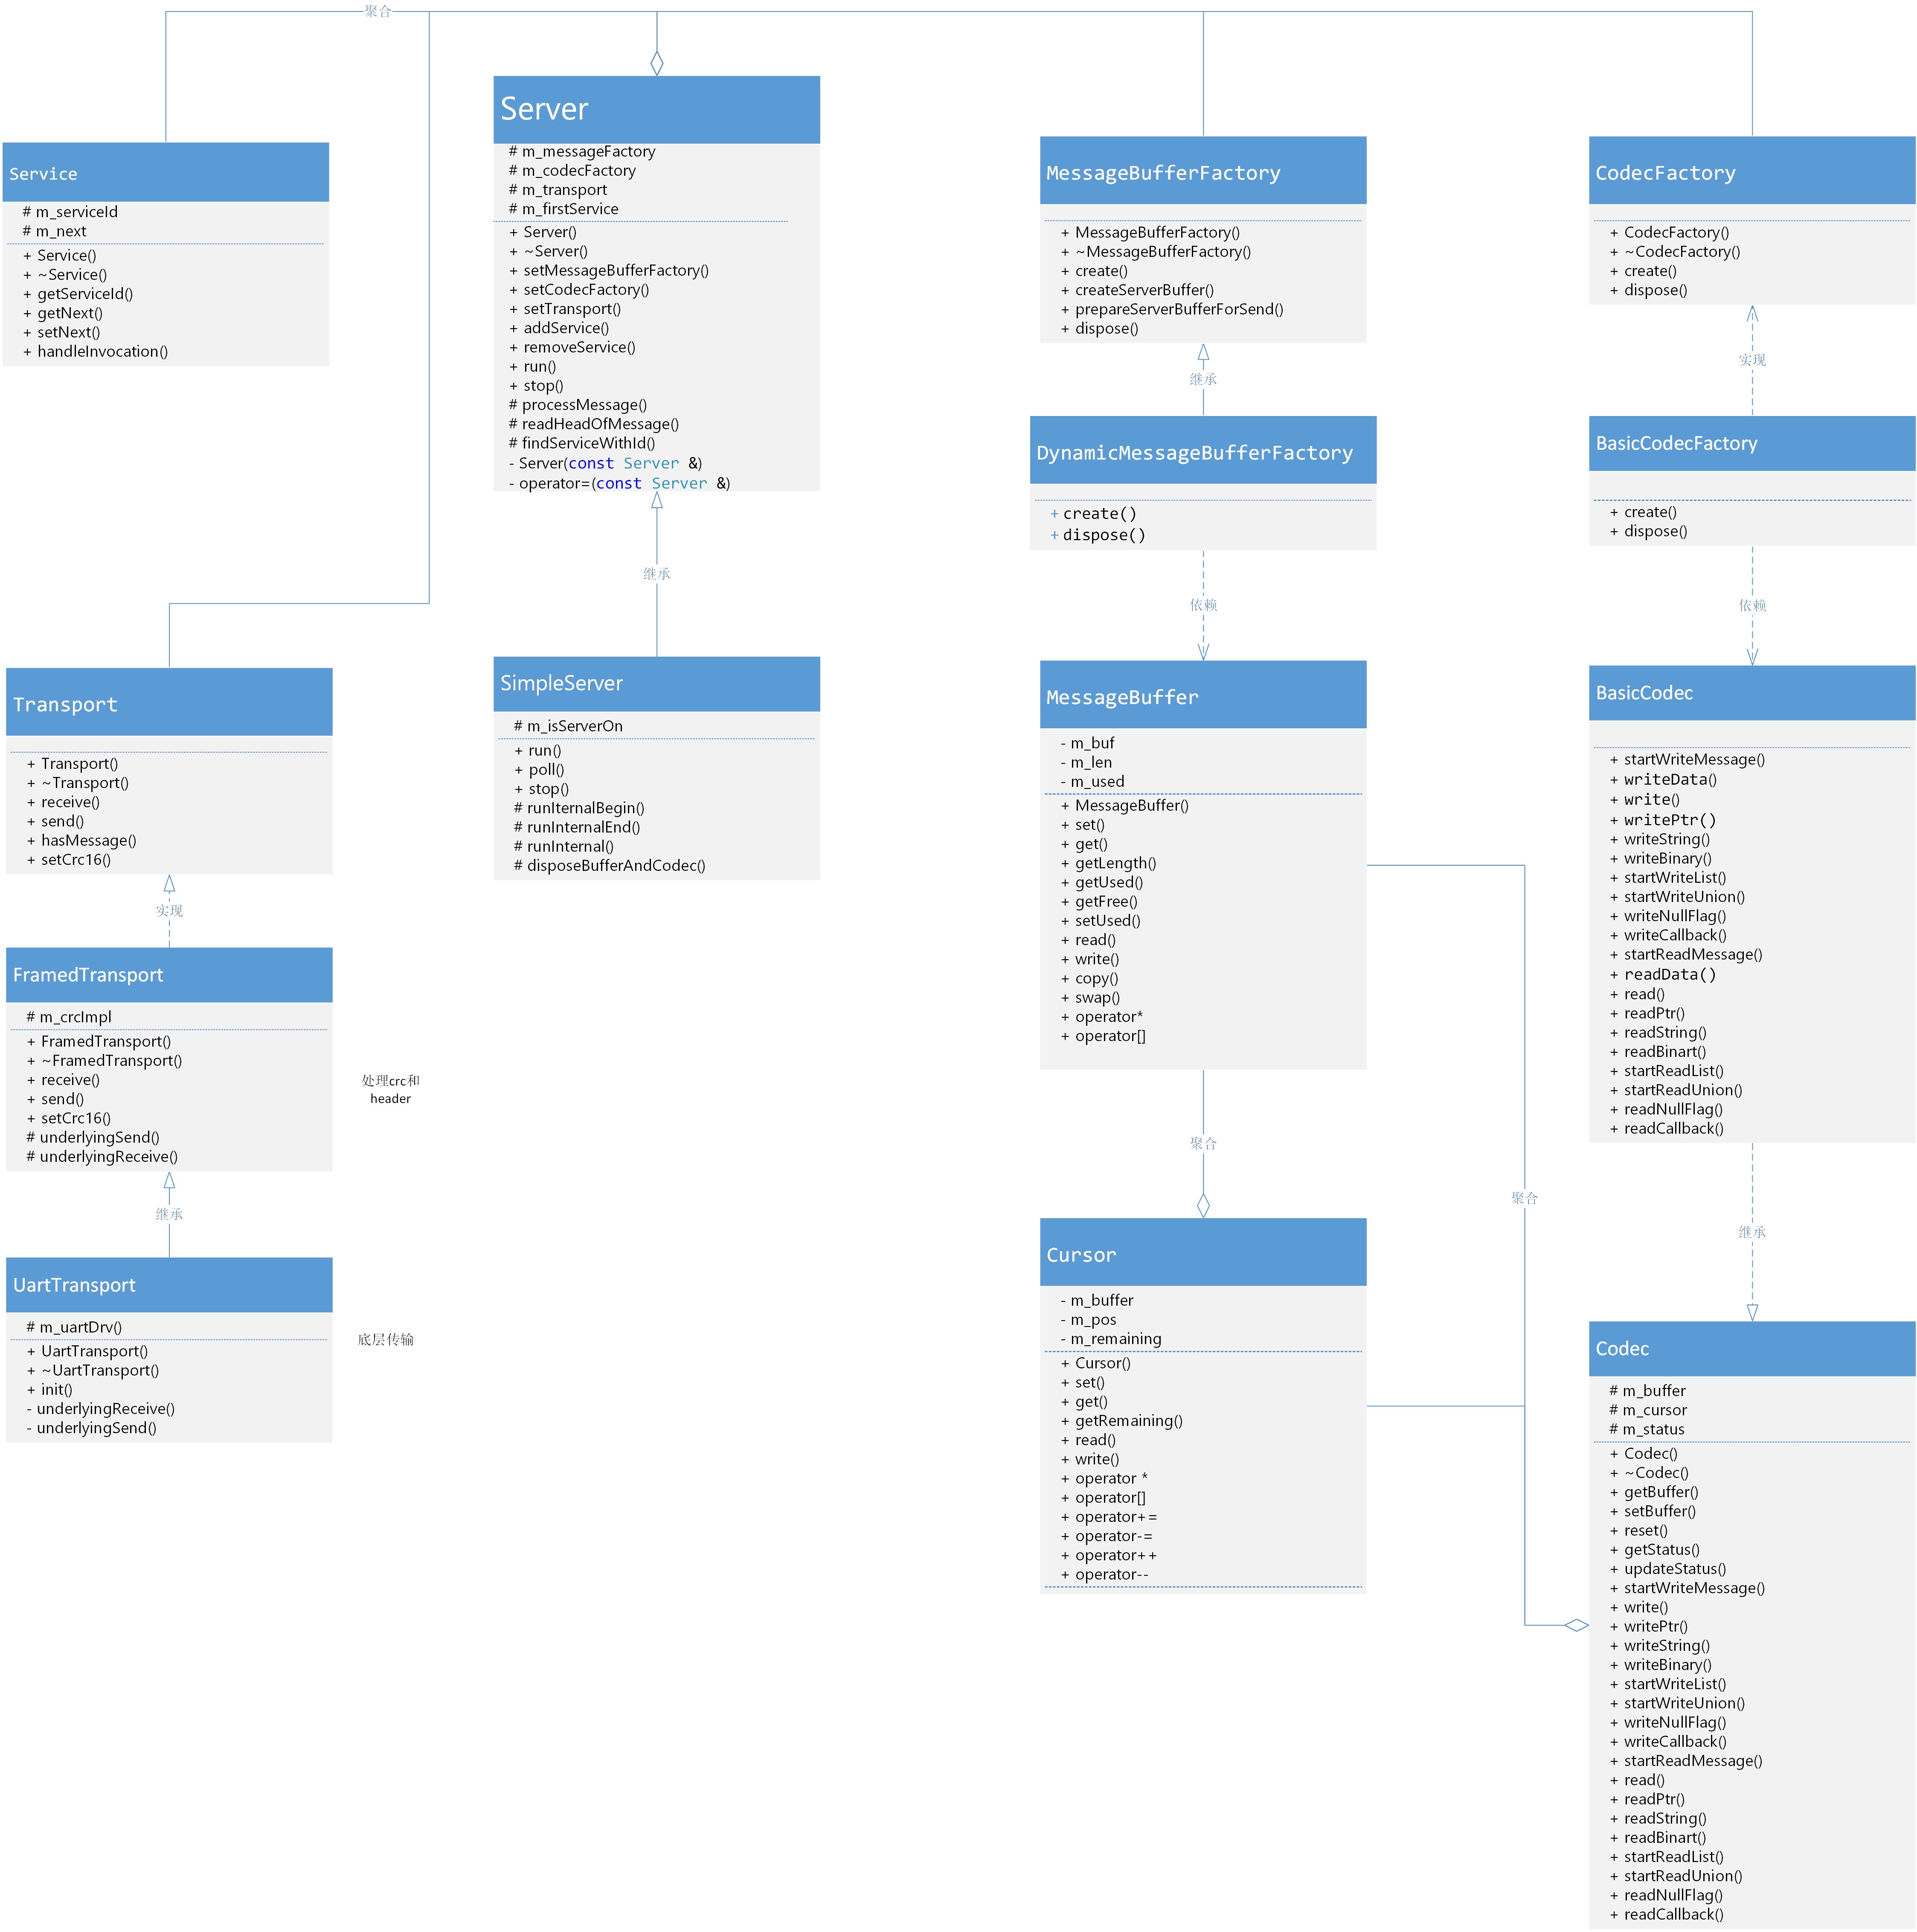 聚合
Service
# m_serviceId
# m_next
+ Service()
+ ~Service()
+ getServiceId()
+ getNext()
+ setNext()
+ handleInvocation()
Server
# m_messageFactory
# m_codecFactory
# m_transport
# m_firstService
+ Server()
+ ~Server()
+ setMessageBufferFactory()
+ setCodecFactory()
+ setTransport()
+ addService()
+ removeService()
+ run()
+ stop()
# processMessage()
# readHeadOfMessage()
# findServiceWithId()
- Server(const Server &)
- operator=(const Server &)
MessageBufferFactory
+ MessageBufferFactory()
+ ~MessageBufferFactory()
+ create()
+ createServerBuffer()
+ prepareServerBufferForSend()
+ dispose()
CodecFactory
+ CodecFactory()
+ ~CodecFactory()
+ create()
+ dispose()
继承
实现
DynamicMessageBufferFactory
+ create()
+ dispose()
BasicCodecFactory
+ create()
+ dispose()
继承
依赖
依赖
Transport
+ Transport()
+ ~Transport()
+ receive()
+ send()
+ hasMessage()
+ setCrc16()
SimpleServer
# m_isServerOn
+ run()
+ poll()
+ stop()
# runIternalBegin()
# runInternalEnd()
# runInternal()
# disposeBufferAndCodec()
MessageBuffer
- m_buf
- m_len
- m_used
+ MessageBuffer()
+ set()
+ get()
+ getLength()
+ getUsed()
+ getFree()
+ setUsed()
+ read()
+ write()
+ copy()
+ swap()
+ operator*
+ operator[]
BasicCodec
+ startWriteMessage()
+ writeData()
+ write()
+ writePtr()
+ writeString()
+ writeBinary()
+ startWriteList()
+ startWriteUnion()
+ writeNullFlag()
+ writeCallback()
+ startReadMessage()
+ readData()
+ read()
+ readPtr()
+ readString()
+ readBinart()
+ startReadList()
+ startReadUnion()
+ readNullFlag()
+ readCallback()
实现
FramedTransport
# m_crcImpl
+ FramedTransport()
+ ~FramedTransport()
+ receive()
+ send()
+ setCrc16()
# underlyingSend()
# underlyingReceive()
处理crc和
header
聚合
聚合
继承
继承
UartTransport
# m_uartDrv()
+ UartTransport()
+ ~UartTransport()
+ init()
- underlyingReceive()
- underlyingSend()
底层传输
Cursor
- m_buffer
- m_pos
- m_remaining
+ Cursor()
+ set()
+ get()
+ getRemaining()
+ read()
+ write()
+ operator *
+ operator[]
+ operator+=
+ operator-=
+ operator++
+ operator--
Codec
# m_buffer
# m_cursor
# m_status
+ Codec()
+ ~Codec()
+ getBuffer()
+ setBuffer()
+ reset()
+ getStatus()
+ updateStatus()
+ startWriteMessage()
+ write()
+ writePtr()
+ writeString()
+ writeBinary()
+ startWriteList()
+ startWriteUnion()
+ writeNullFlag()
+ writeCallback()
+ startReadMessage()
+ read()
+ readPtr()
+ readString()
+ readBinart()
+ startReadList()
+ startReadUnion()
+ readNullFlag()
+ readCallback()